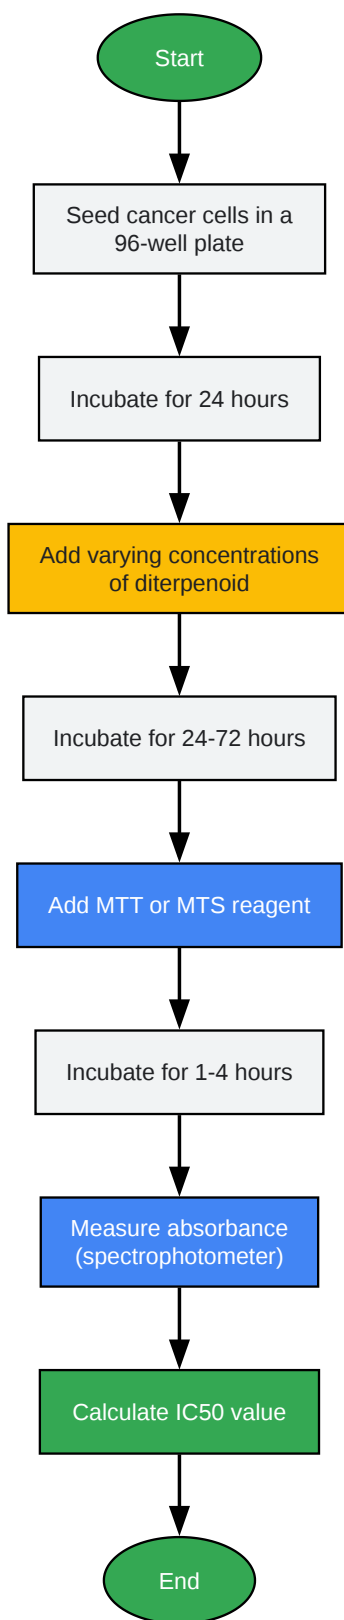 Start
Seed cancer cells in a
96-well plate
Incubate for 24 hours
Add varying concentrations
of diterpenoid
Incubate for 24-72 hours
Add MTT or MTS reagent
Incubate for 1-4 hours
Measure absorbance
(spectrophotometer)
Calculate IC50 value
End